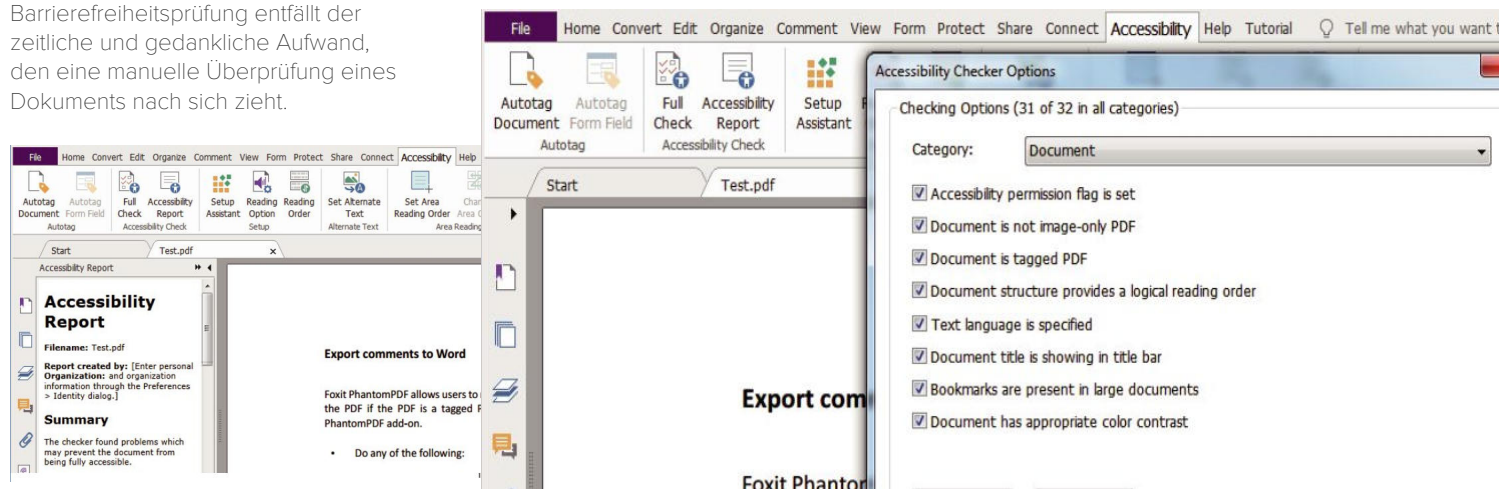 Barrierefreiheitsprüfung entfällt der
zeitliche und gedankliche Aufwand,
den eine manuelle Überprüfung eines
Dokuments nach sich zieht.
File Home Convert Edit Organize Comment View Form Protect Share Connect Accessibility Help
Autotag Document Autotag Form Field Full Check Accessibility Report Setup Assistant Reading Option Reading Order Set Alternate Text Set Area Reading Order
Autotag Accessibility Check Setup Alternate Text Area Reading
Start Test.pdf x
Accessibility Report
Accessibility
Report
Filename: Test.pdf
Report created by: [Enter personal
Organization: and organization
information through the Preferences
> Identity dialog.]
Summary
The checker found problems which
may prevent the document from
being fully accessible.
Export comments to Word
Foxit PhantomPDF allows users to
the PDF if the PDF is a tagged
PhantomPDF add-on.
• Do any of the following:
File Home Convert Edit Organize Comment View Form Protect Share Connect Accessibility Help Tutorial Tell me what you want t
Autotag Document Autotag Form Field Full Check Accessibility Report Setup Assistant
Autotag Accessibility Check
Start Test.pdf
Export com
Foxit Phantom
Accessibility Checker Options
Checking Options (31 of 32 in all categories)
Category: Document
Accessibility permission flag is set
Document is not image-only PDF
Document is tagged PDF
Document structure provides a logical reading order
Text language is specified
Document title is showing in title bar
Bookmarks are present in large documents
Document has appropriate color contrast